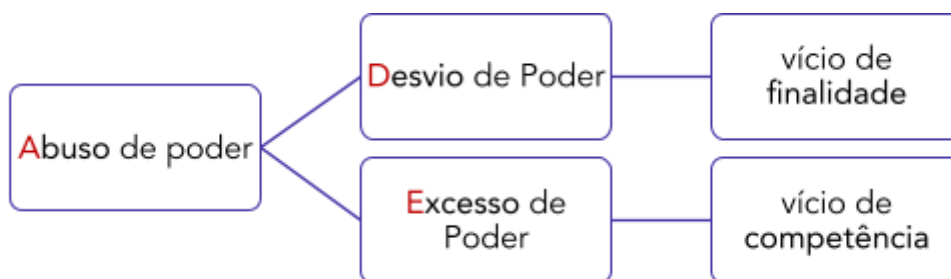 Abuso de poder
Desvio de Poder
vício de
finalidade
Excesso de
Poder
vício de
competência